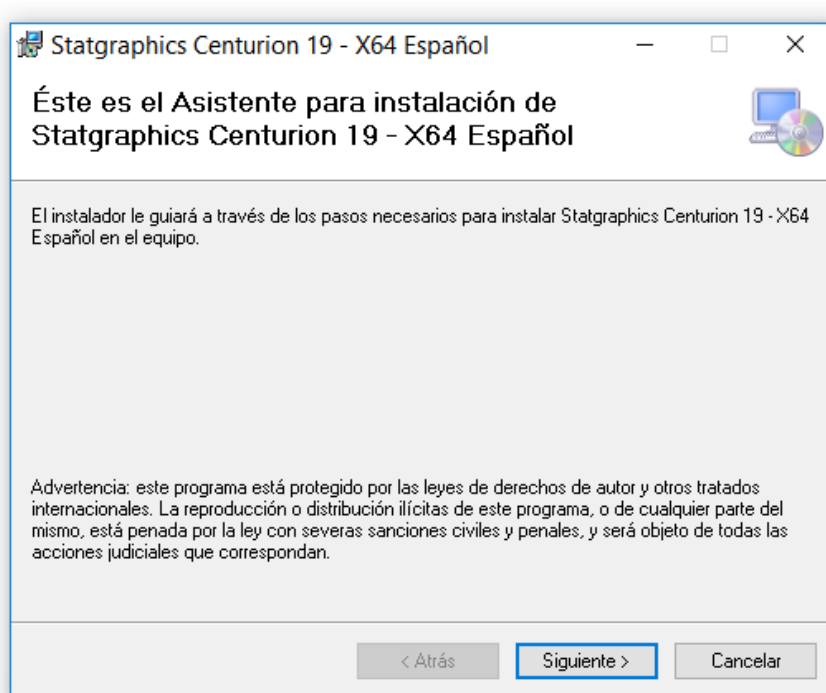 Statgraphics Centurion 19 - X64 Español
Éste es el Asistente para instalación de
Statgraphics Centurion 19 - X64 Español
El instalador le guiará a través de los pasos necesarios para instalar Statgraphics Centurion 19 - X64
Español en el equipo.
Advertencia: este programa está protegido por las leyes de derechos de autor y otros tratados
internacionales. La reproducción o distribución ilícitas de este programa, o de cualquier parte del
mismo, está penada por la ley con severas sanciones civiles y penales, y será objeto de todas las
acciones judiciales que correspondan.
< Atrás
Siguiente >
Cancelar